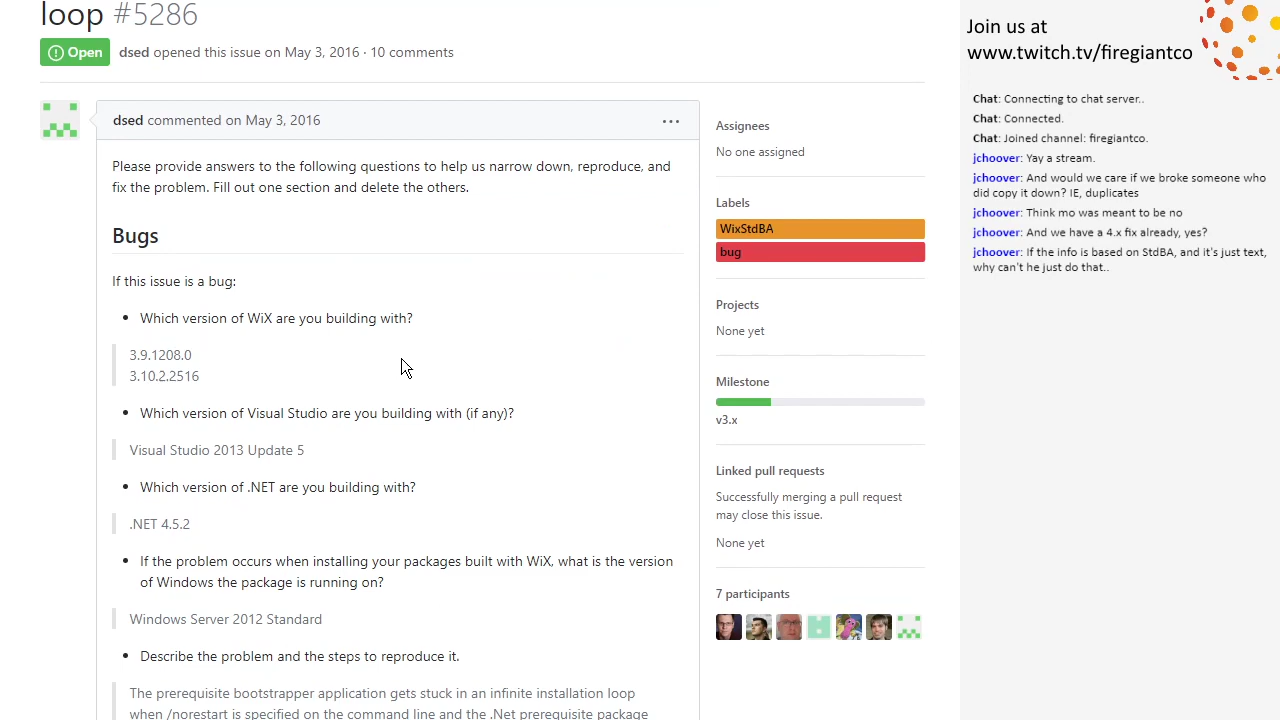 loop #5286
Open dsed opened this issue on May 3, 2016 · 10 comments
dsed commented on May 3, 2016
Please provide answers to the following questions to help us narrow down, reproduce, and
fix the problem. Fill out one section and delete the others.
Bugs
If this issue is a bug:
• Which version of WiX are you building with?
3.9.1208.0
3.10.2.2516
• Which version of Visual Studio are you building with (if any)?
Visual Studio 2013 Update 5
• Which version of .NET are you building with?
.NET 4.5.2
• If the problem occurs when installing your packages built with WiX, what is the version
of Windows the package is running on?
Windows Server 2012 Standard
• Describe the problem and the steps to reproduce it.
The prerequisite bootstrapper application gets stuck in an infinite installation loop
when /norestart is specified on the command line and the .Net prerequisite package
Assignees
No one assigned
Labels
WixStdBA
bug
Projects
None yet
Milestone
v3.x
Linked pull requests
Successfully merging a pull request
may close this issue.
None yet
7 participants
Join us at
www.twitch.tv/firegiantco
Chat: Connecting to chat server..
Chat: Connected.
Chat: Joined channel: firegiantco.
jchoover: Yay a stream.
jchoover: And would we care if we broke someone who
did copy it down? IE, duplicates
jchoover: Think mo was meant to be no
jchoover: And we have a 4.x fix already, yes?
jchoover: If the info is based on StdBA, and it's just text,
why can't he just do that..